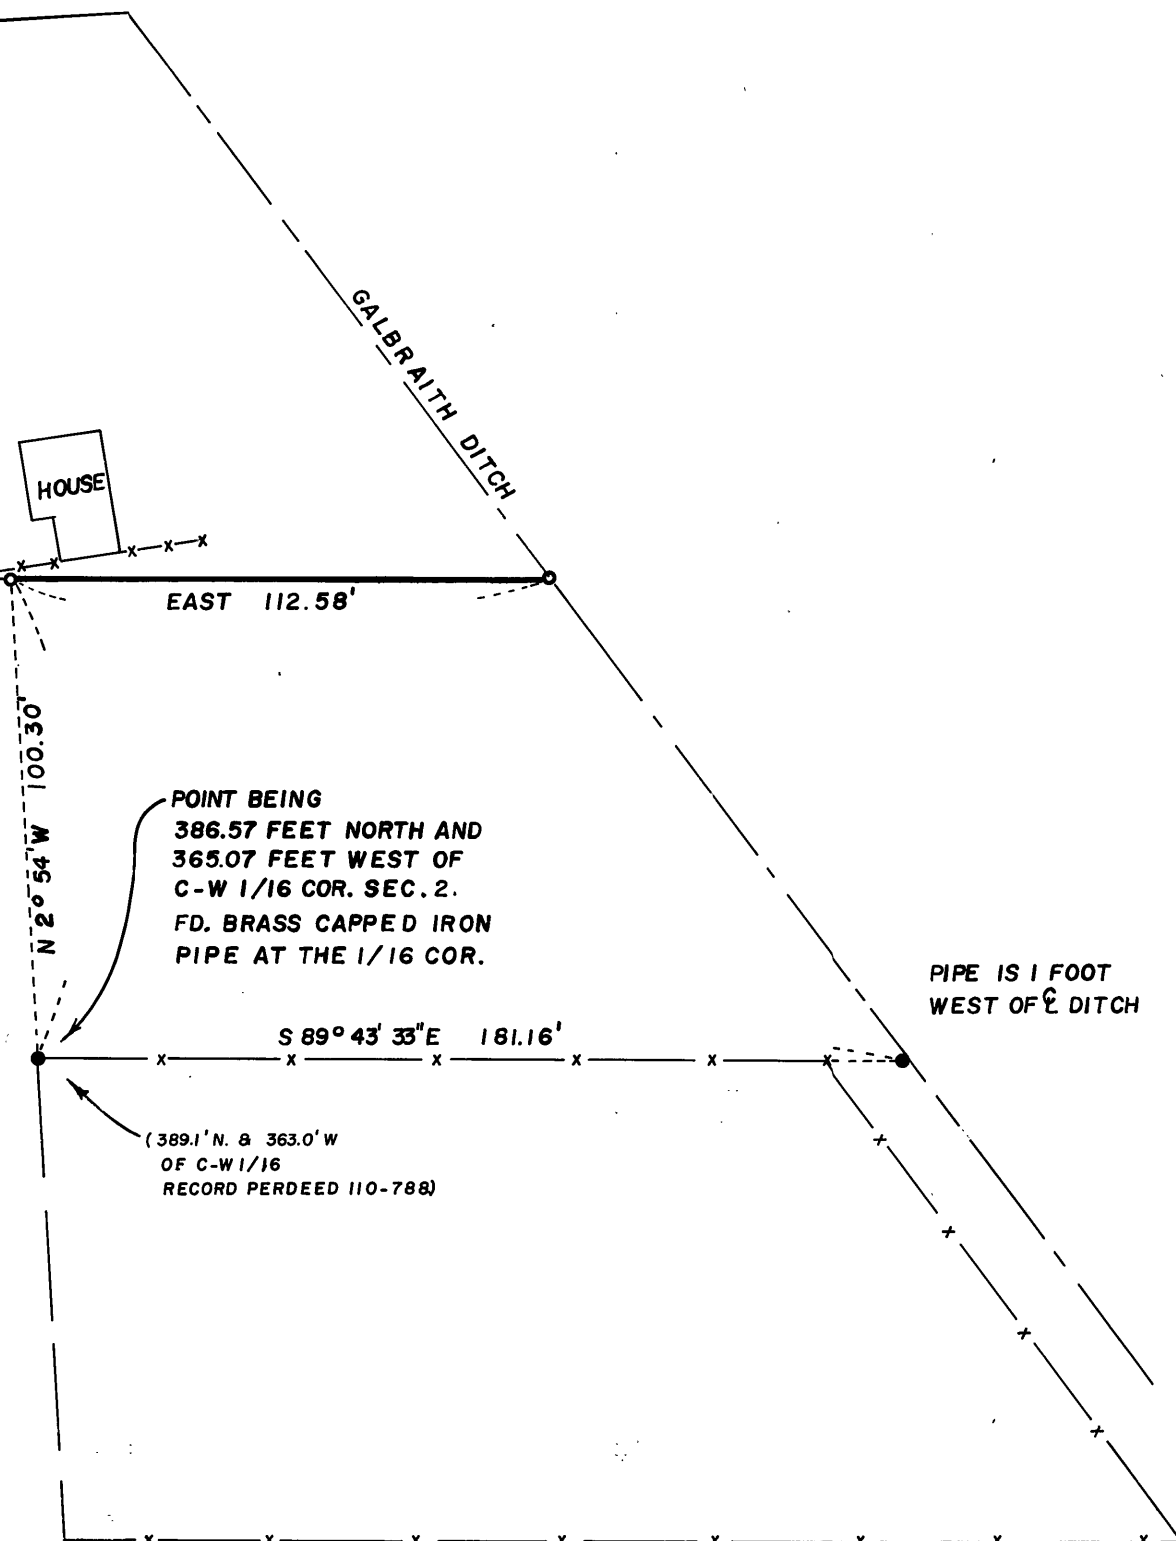 GALBRAITH DITCH
HOUSE
EAST 112.58'
N 2° 54' W 100.30'
POINT BEING
386.57 FEET NORTH AND
365.07 FEET WEST OF
C-W 1/16 COR. SEC. 2.
FD. BRASS CAPPED IRON
PIPE AT THE 1/16 COR.
PIPE IS 1 FOOT
WEST OF ℄ DITCH
S 89° 43' 33" E 181.16'
(389.1' N. & 363.0' W
OF C-W 1/16
RECORD PERDEED 110-788)